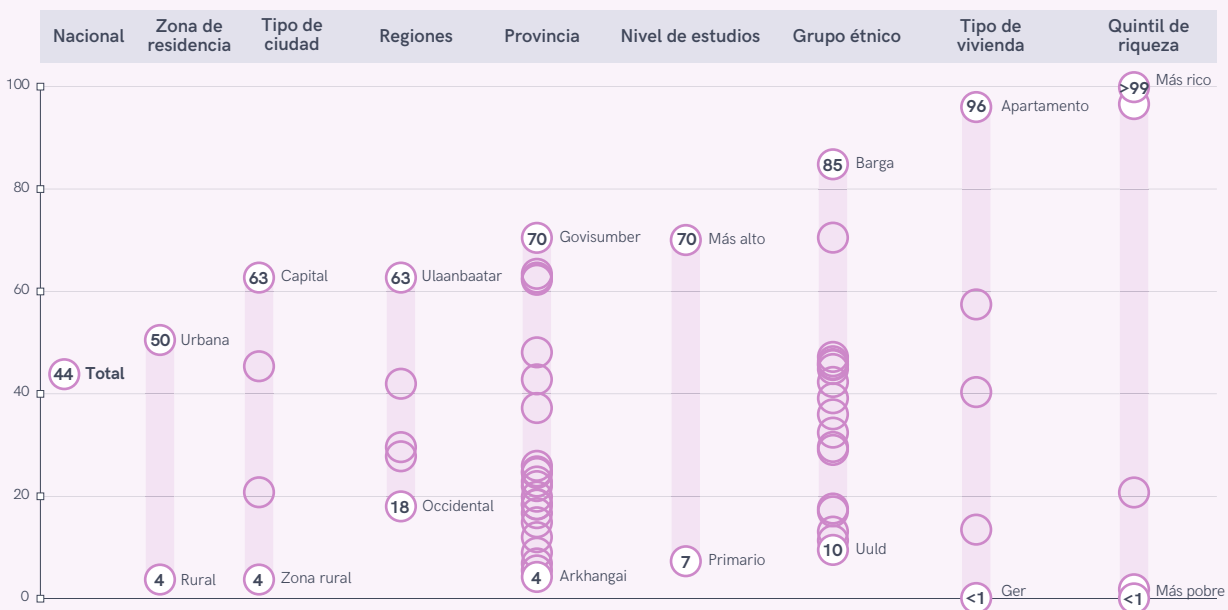 Nacional
Zona de
residencia
Tipo de
ciudad
Regiones
Provincia
Nivel de estudios
Grupo étnico
Tipo de
vivienda
Quintil de
riqueza
100
80
60
40
20
0
44 Total
50 Urbana
4 Rural
63 Capital
4 Zona rural
63 Ulaanbaatar
18 Occidental
70 Govisumber
4 Arkhangai
70 Más alto
7 Primario
85 Barga
10 Uuld
96 Apartamento
<1 Ger
>99 Más rico
<1 Más pobre